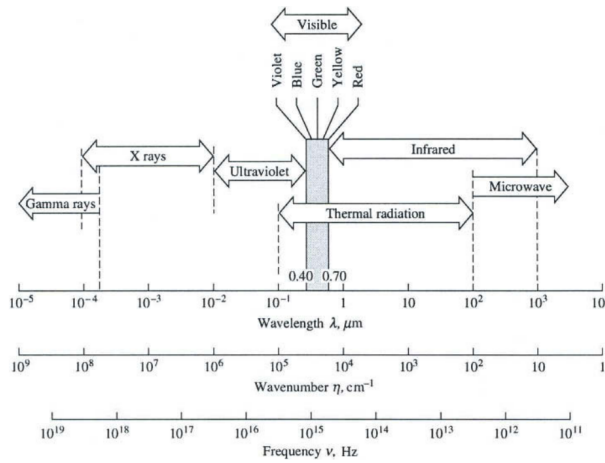 Visible
Violet
Blue
Green
Yellow
Red
X rays
Infrared
Ultraviolet
Microwave
Gamma rays
Thermal radiation
0.40 0.70
10⁻⁵ 10⁻⁴ 10⁻³ 10⁻² 10⁻¹ 1 10 10² 10³ 10⁴
Wavelength λ, μm
10⁹ 10⁸ 10⁷ 10⁶ 10⁵ 10⁴ 10³ 10² 10 1
Wavenumber η, cm⁻¹
10¹⁹ 10¹⁸ 10¹⁷ 10¹⁶ 10¹⁵ 10¹⁴ 10¹³ 10¹² 10¹¹
Frequency ν, Hz